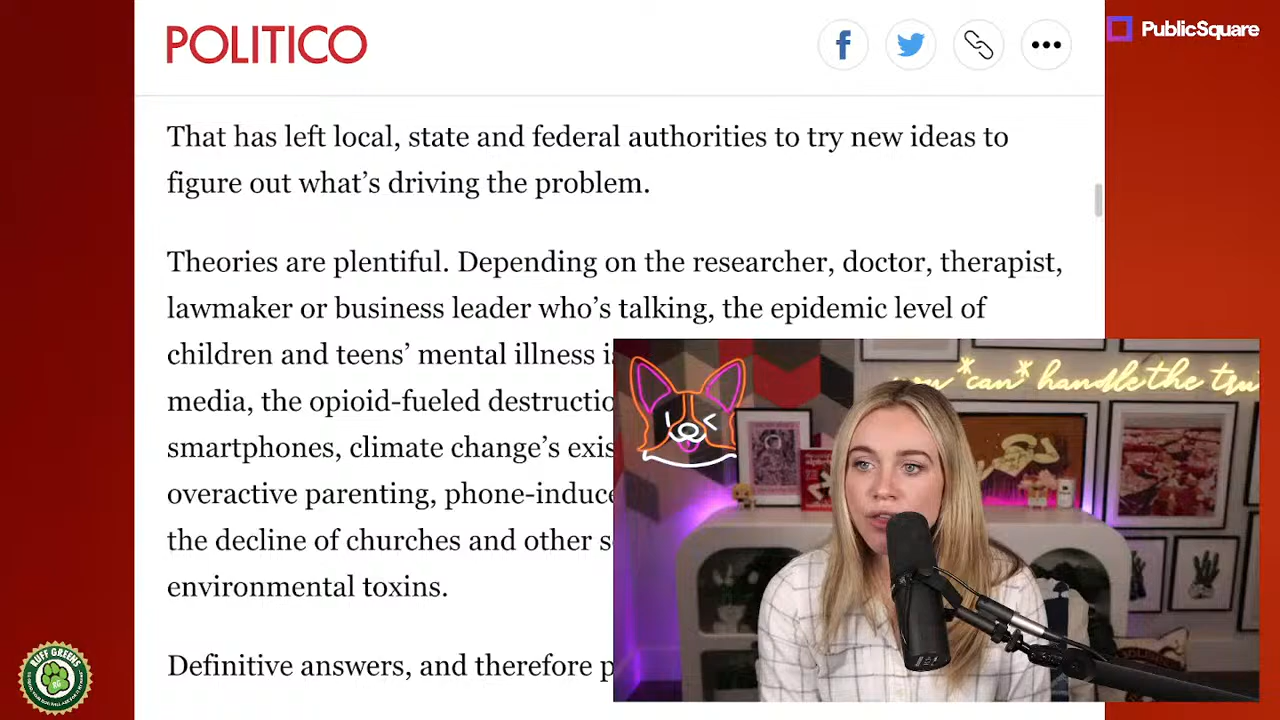 POLITICO
PublicSquare
That has left local, state and federal authorities to try new ideas to
figure out what’s driving the problem.
Theories are plentiful. Depending on the researcher, doctor, therapist,
lawmaker or business leader who’s talking, the epidemic level of
children and teens’ mental illness
media, the opioid-fueled
smartphones, climate change’s
overactive parenting,
the decline of churches and other
environmental toxins.
Definitive answers, and therefore
*can* handle the
RUFF GREENS